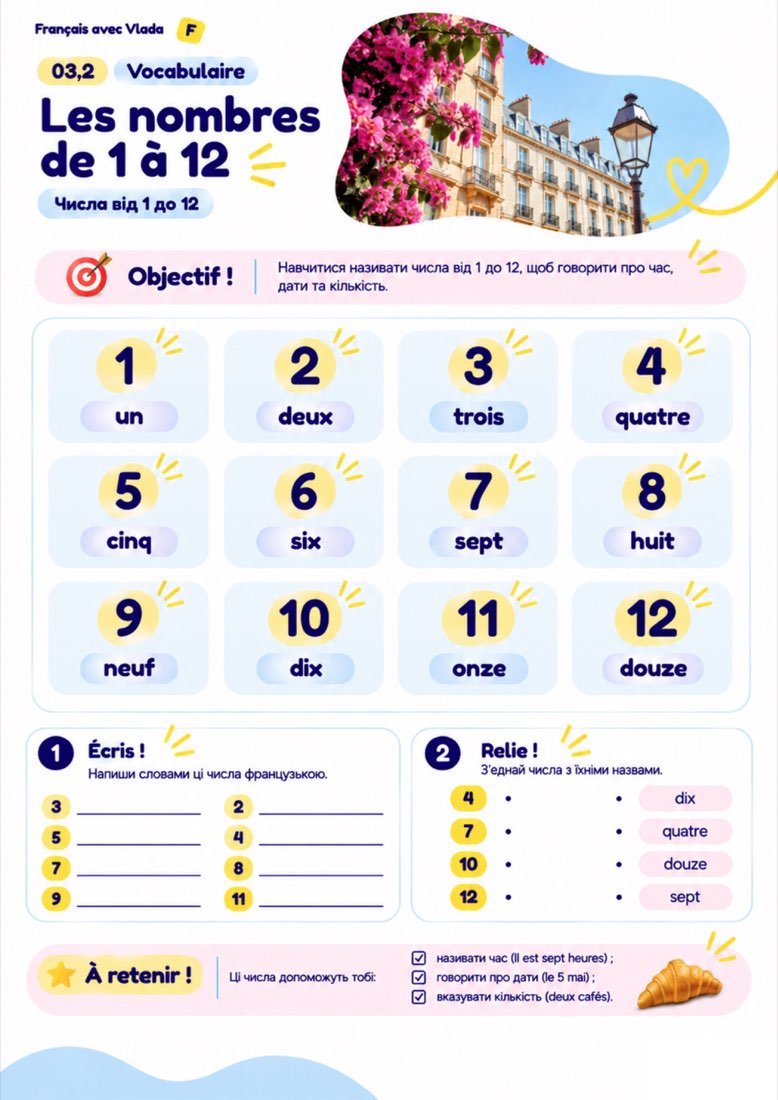 Français avec Vlada F
03,2 Vocabulaire
Les nombres
de 1 à 12
Числа від 1 до 12
Objectif !
Навчитися називати числа від 1 до 12, щоб говорити про час,
дати та кількість.
1 2 3 4
un deux trois quatre
5 6 7 8
cinq six sept huit
9 10 11 12
neuf dix onze douze
1 Écris !
Напиши словами ці числа французькою.
3 2
5 4
7 8
9 11
2 Relie !
З'єднай числа з їхніми назвами.
4 • • dix
7 • • quatre
10 • • douze
12 • • sept
À retenir !
Ці числа допоможуть тобі:
називати час (Il est sept heures) ;
говорити про дати (le 5 mai) ;
вказувати кількість (deux cafés).